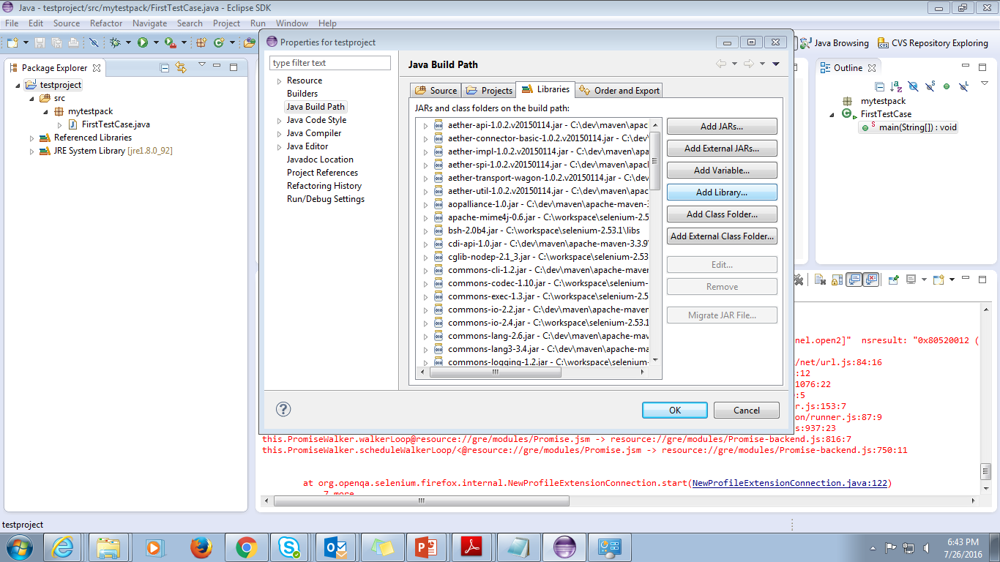 Java - testproject/src/mytestpack/FirstTestCase.java - Eclipse SDK
File Edit Source Refactor Navigate Search Project Run Window Help
Java Browsing CVS Repository Exploring
Package Explorer
testproject
src
mytestpack
FirstTestCase.java
Referenced Libraries
JRE System Library [jre1.8.0_92]
Properties for testproject
type filter text
Resource
Builders
Java Build Path
Java Code Style
Java Compiler
Java Editor
Javadoc Location
Project References
Refactoring History
Run/Debug Settings
Java Build Path
Source Projects Libraries Order and Export
JARs and class folders on the build path:
aether-api-1.0.2.v20150114.jar - C:\dev\maven\apac
aether-connector-basic-1.0.2.v20150114.jar - C:\dev
aether-impl-1.0.2.v20150114.jar - C:\dev\maven\apa
aether-spi-1.0.2.v20150114.jar - C:\dev\maven\apac
aether-transport-wagon-1.0.2.v20150114.jar - C:\dev
aether-util-1.0.2.v20150114.jar - C:\dev\maven\apac
aopalliance-1.0.jar - C:\dev\maven\apache-maven-3
apache-mime4j-0.6.jar - C:\workspace\selenium-2.5
bsh-2.0b4.jar - C:\workspace\selenium-2.53.1\libs
cdi-api-1.0.jar - C:\dev\maven\apache-maven-3.3.9\
cglib-nodep-2.1_3.jar - C:\workspace\selenium-2.53
commons-cli-1.2.jar - C:\dev\maven\apache-maven
commons-codec-1.10.jar - C:\workspace\selenium-
commons-exec-1.3.jar - C:\workspace\selenium-2.5
commons-io-2.2.jar - C:\dev\maven\apache-maven
commons-io-2.4.jar - C:\workspace\selenium-2.53.1
commons-lang-2.6.jar - C:\dev\maven\apache-ma
commons-lang3-3.4.jar - C:\dev\maven\apache-ma
commons-logging-1.2.jar - C:\workspace\selenium-
Add JARs...
Add External JARs...
Add Variable...
Add Library...
Add Class Folder...
Add External Class Folder...
Edit...
Remove
Migrate JAR File...
OK Cancel
Outline
mytestpack
FirstTestCase
main(String[]) : void
nel.open2]" nsresult: "0x80520012 (
/net/url.js:84:16
:12
1076:22
:5
r.js:153:7
on/runner.js:87:9
s:937:23
this.PromiseWalker.walkerLoop@resource://gre/modules/Promise.jsm -> resource://gre/modules/Promise-backend.js:816:7
this.PromiseWalker.scheduleWalkerLoop/<@resource://gre/modules/Promise.jsm -> resource://gre/modules/Promise-backend.js:750:11
at org.openqa.selenium.firefox.internal.NewProfileExtensionConnection.start(NewProfileExtensionConnection.java:122)
7 more
testproject
6:43 PM
7/26/2016